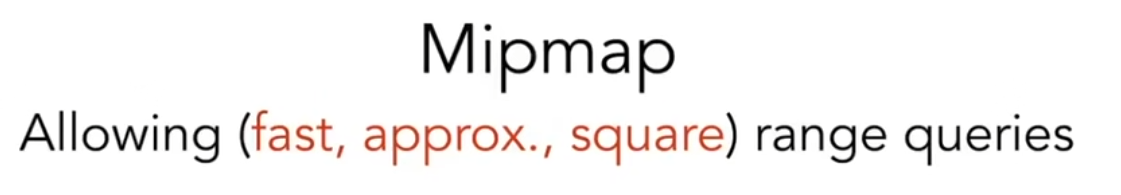 Mipmap
Allowing (fast, approx., square) range queries